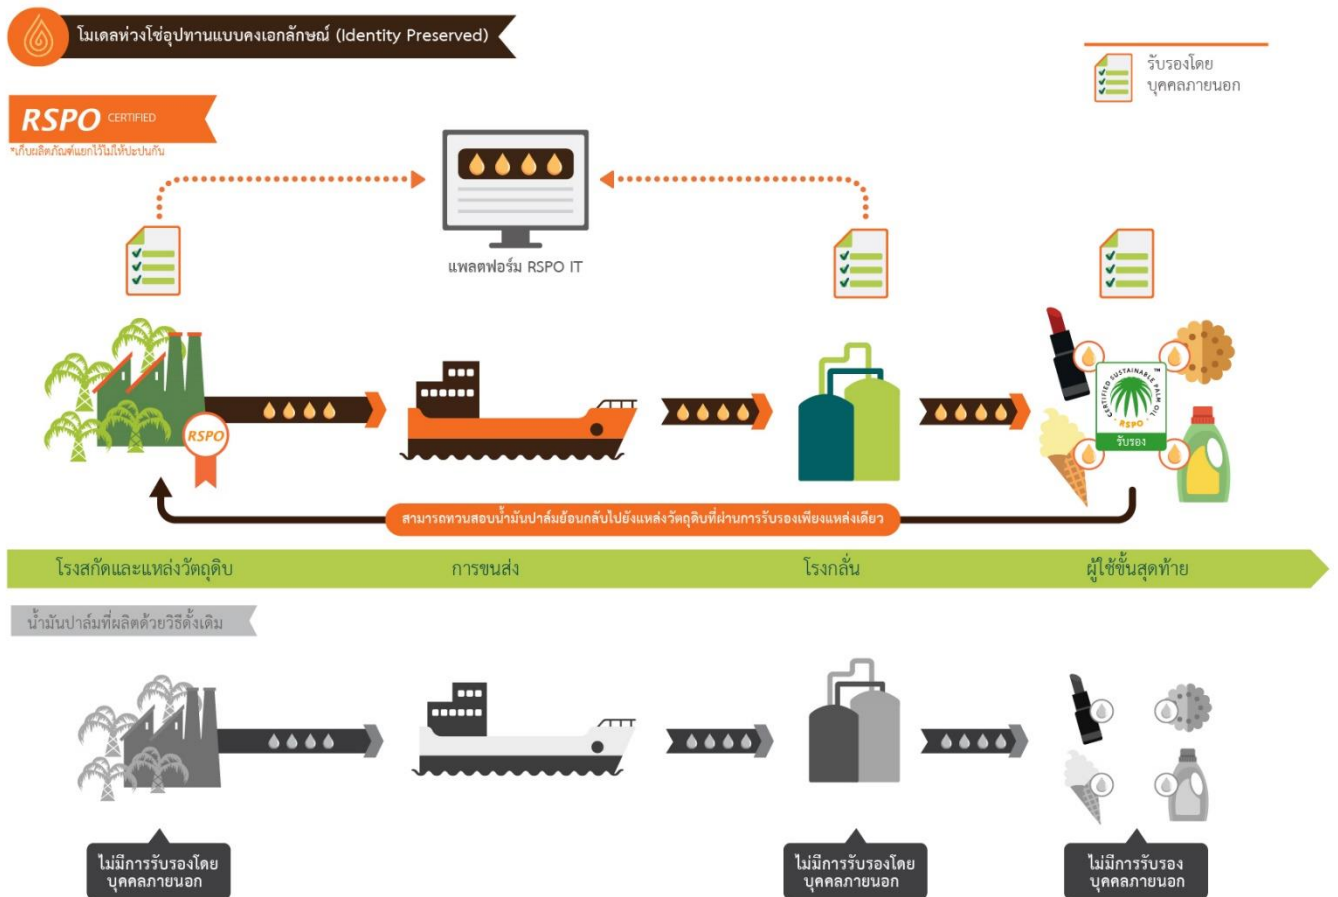 โมเดลห่วงโซ่อุปทานแบบคงเอกลักษณ์ (Identity Preserved)
รับรองโดย
บุคคลภายนอก
RSPO CERTIFIED
*เก็บผลิตภัณฑ์แยกไว้ไม่ให้ปะปนกัน
แพลตฟอร์ม RSPO IT
RSPO
CERTIFIED SUSTAINABLE PALM OIL
TM
RSPO
รับรอง
สามารถทวนสอบน้ำมันปาล์มย้อนกลับไปยังแหล่งวัตถุดิบที่ผ่านการรับรองเพียงแหล่งเดียว
โรงสกัดและแหล่งวัตถุดิบ
การขนส่ง
โรงกลั่น
ผู้ใช้ขั้นสุดท้าย
น้ำมันปาล์มที่ผลิตด้วยวิธีดั้งเดิม
ไม่มีการรับรองโดย
บุคคลภายนอก
ไม่มีการรับรองโดย
บุคคลภายนอก
ไม่มีการรับรอง
บุคคลภายนอก